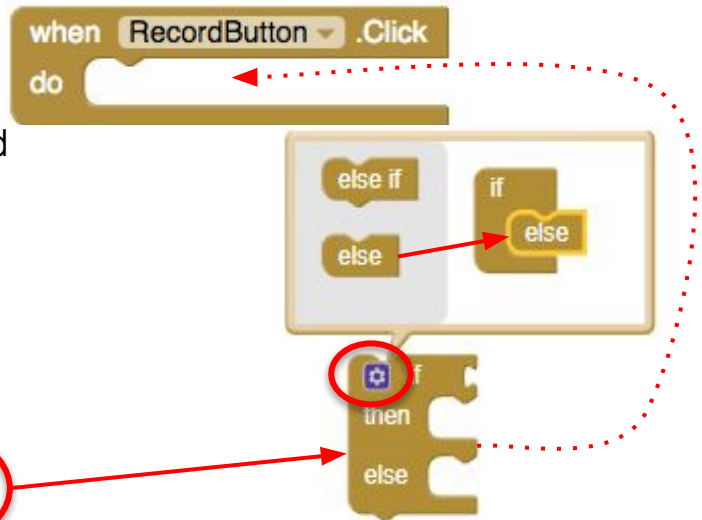 when RecordButton .Click
do
d
else if
if
else
else
if
then
else